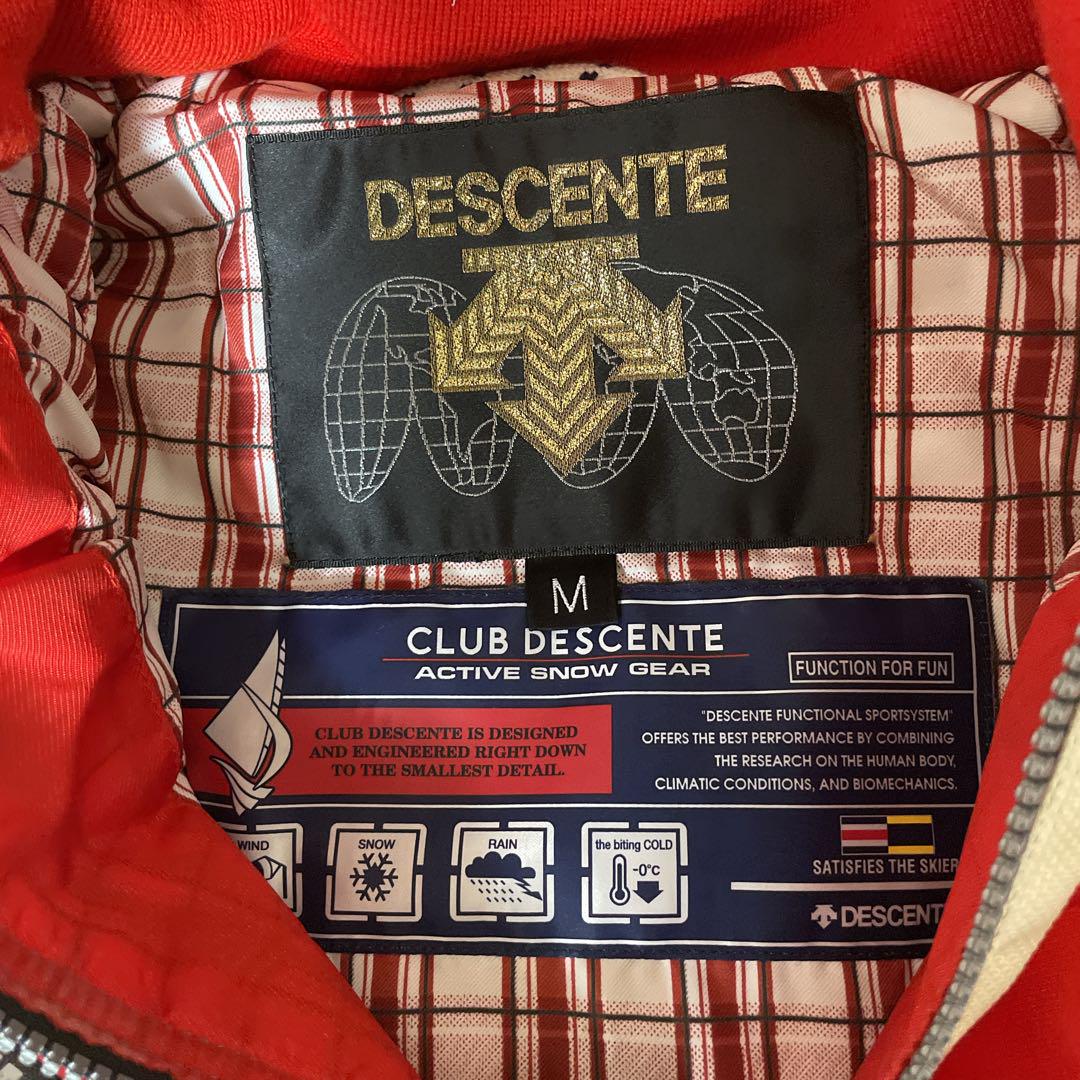 DESCENTE
M
CLUB DESCENTE
ACTIVE SNOW GEAR
FUNCTION FOR FUN
CLUB DESCENTE IS DESIGNED
AND ENGINEERED RIGHT DOWN
TO THE SMALLEST DETAIL.
"DESCENTE FUNCTIONAL SPORTSYSTEM"
OFFERS THE BEST PERFORMANCE BY COMBINING
THE RESEARCH ON THE HUMAN BODY,
CLIMATIC CONDITIONS, AND BIOMECHANICS.
WIND
SNOW
RAIN
the biting COLD
-0°C
SATISFIES THE SKIER
DESCENT